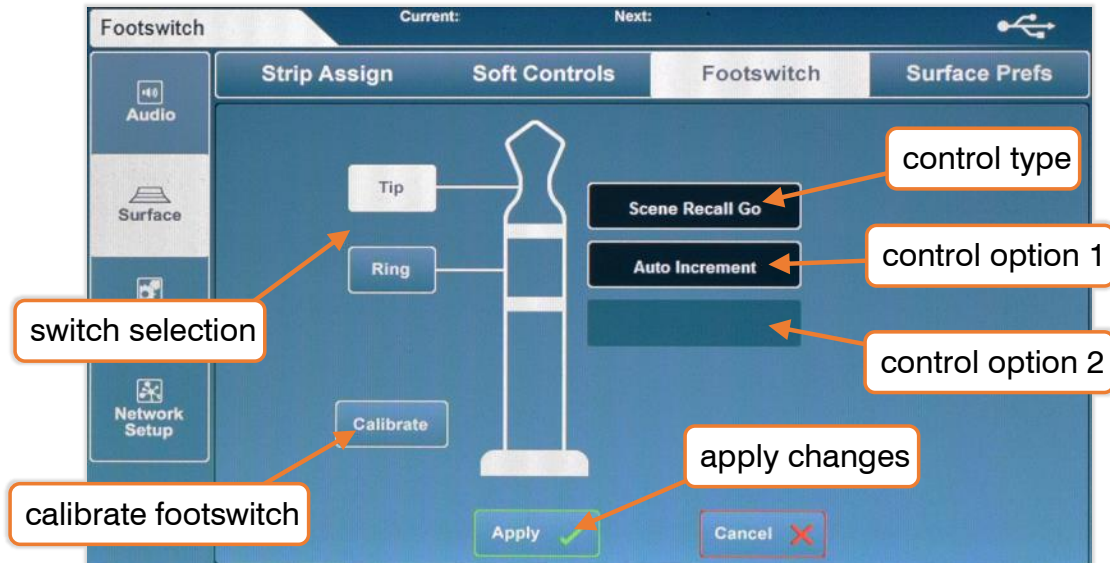 Footswitch
Current:
Next:
Strip Assign
Soft Controls
Footswitch
Surface Prefs
Audio
control type
Tip
Surface
Scene Recall Go
control option 1
Ring
Auto Increment
switch selection
control option 2
Network
Setup
Calibrate
apply changes
calibrate footswitch
Apply
Cancel